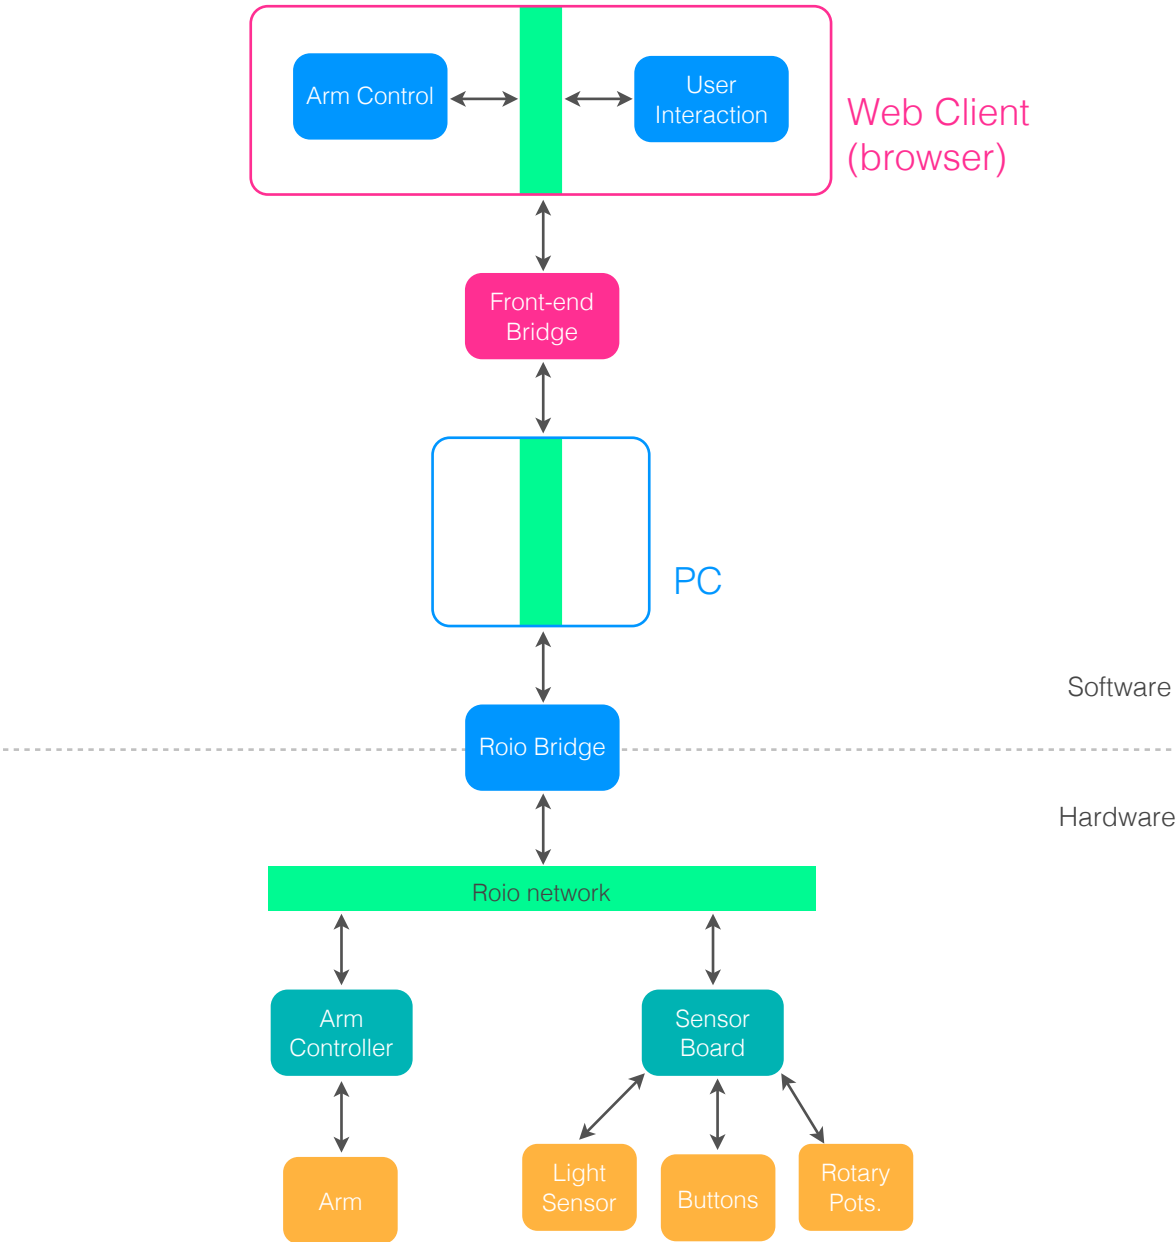 Arm Control
User
Interaction
Web Client
(browser)
Front-end
Bridge
PC
Software
Roio Bridge
Hardware
Roio network
Arm
Controller
Sensor
Board
Arm
Light
Sensor
Buttons
Rotary
Pots.